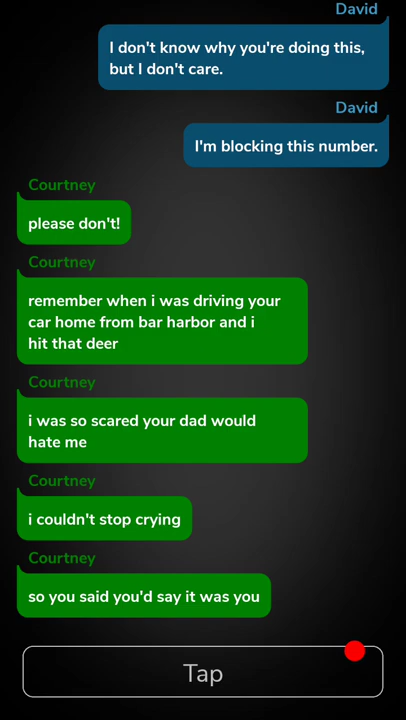 David
I don't know why you're doing this,
but I don't care.
David
I'm blocking this number.
Courtney
please don't!
Courtney
remember when i was driving your
car home from bar harbor and i
hit that deer
Courtney
i was so scared your dad would
hate me
Courtney
i couldn't stop crying
Courtney
so you said you'd say it was you
Tap